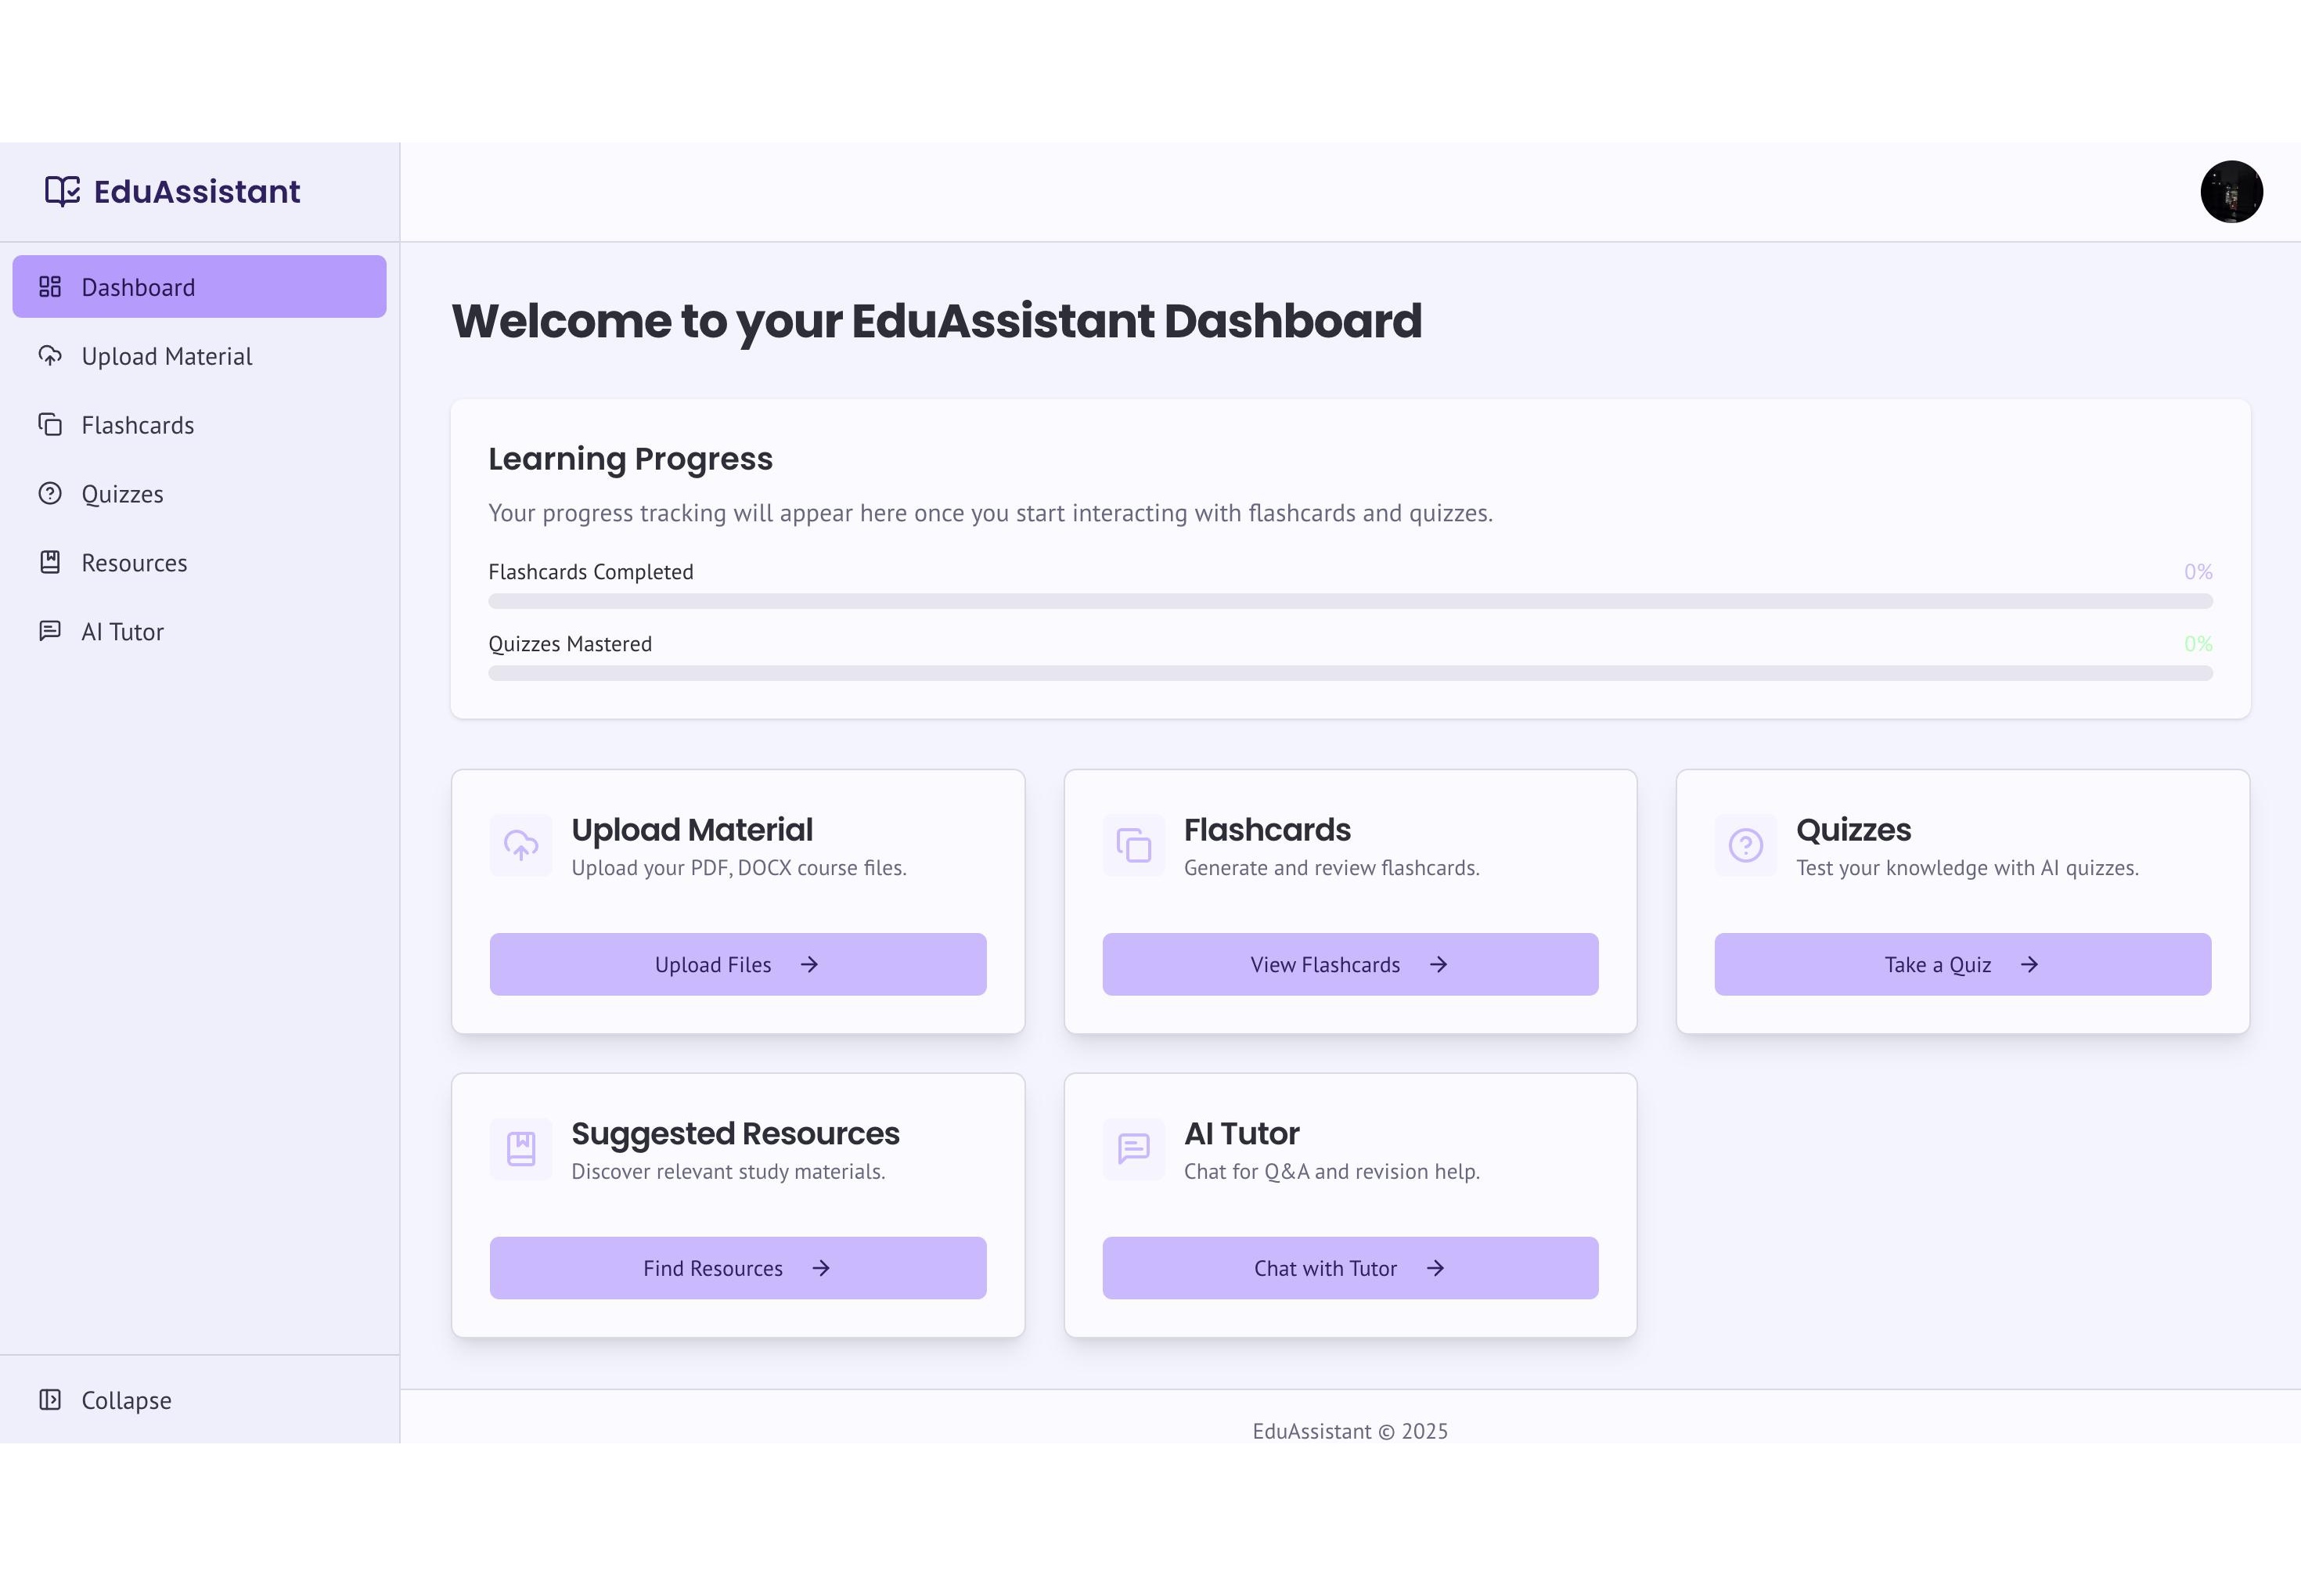 EduAssistant
Dashboard
Upload Material
Flashcards
Quizzes
Resources
AI Tutor
Collapse
Welcome to your EduAssistant Dashboard
Learning Progress
Your progress tracking will appear here once you start interacting with flashcards and quizzes.
Flashcards Completed 0%
Quizzes Mastered 0%
Upload Material
Upload your PDF, DOCX course files.
Upload Files
Flashcards
Generate and review flashcards.
View Flashcards
Quizzes
Test your knowledge with AI quizzes.
Take a Quiz
Suggested Resources
Discover relevant study materials.
Find Resources
AI Tutor
Chat for Q&A and revision help.
Chat with Tutor
EduAssistant © 2025